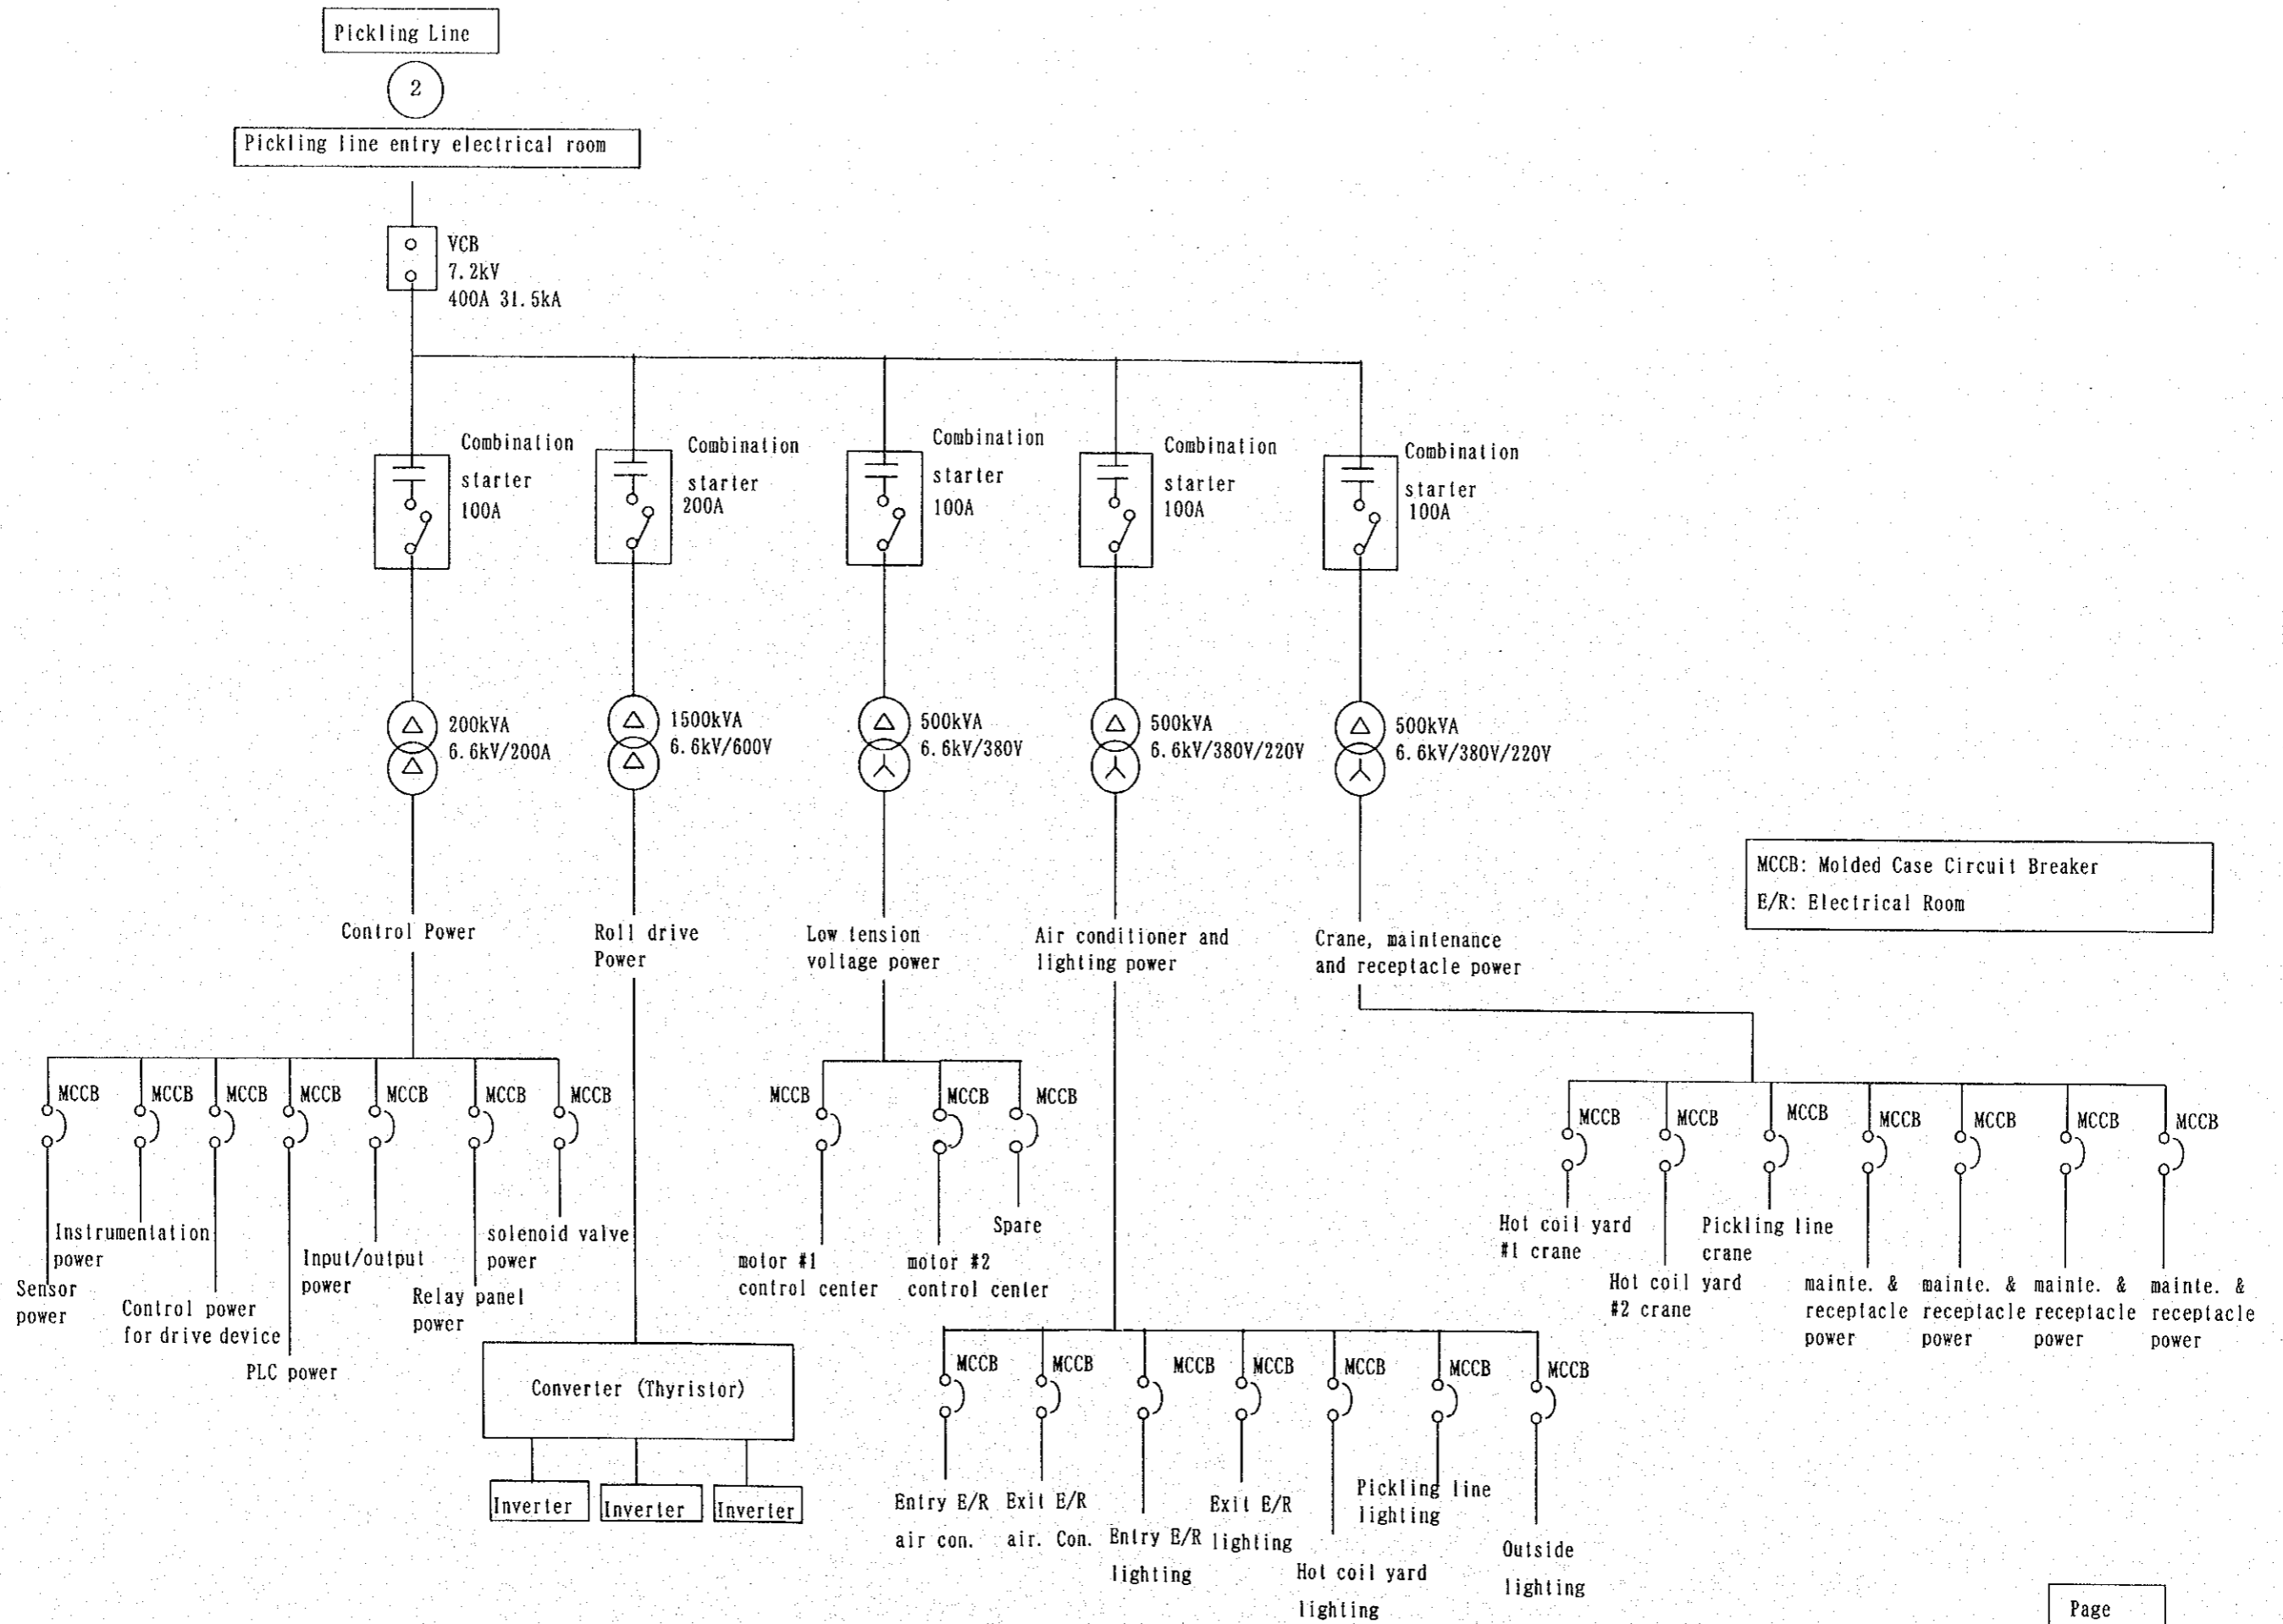 Pickling Line
2
Pickling line entry electrical room
VCB
7.2kV
400A 31.5kA
Combination
starter
100A
Combination
starter
200A
Combination
starter
100A
Combination
starter
100A
Combination
starter
100A
200kVA
6.6kV/200A
1500kVA
6.6kV/600V
500kVA
6.6kV/380V
500kVA
6.6kV/380V/220V
500kVA
6.6kV/380V/220V
MCCB: Molded Case Circuit Breaker
E/R: Electrical Room
Control Power
Roll drive
Power
Low tension
voltage power
Air conditioner and
lighting power
Crane, maintenance
and receptacle power
MCCB
MCCB
MCCB
MCCB
MCCB
MCCB
MCCB
Sensor
power
Instrumentation
power
Control power
for drive device
PLC power
Input/output
power
Relay panel
power
solenoid valve
power
Converter (Thyristor)
Inverter
Inverter
Inverter
MCCB
MCCB
MCCB
motor #1
control center
motor #2
control center
Spare
MCCB
MCCB
MCCB
MCCB
MCCB
MCCB
MCCB
Entry E/R
air con.
Exit E/R
air. Con.
Entry E/R
lighting
Exit E/R
lighting
Hot coil yard
lighting
Pickling line
lighting
Outside
lighting
MCCB
MCCB
MCCB
MCCB
MCCB
MCCB
MCCB
Hot coil yard
#1 crane
Hot coil yard
#2 crane
Pickling line
crane
mainte. &
receptacle
power
mainte. &
receptacle
power
mainte. &
receptacle
power
mainte. &
receptacle
power
Page